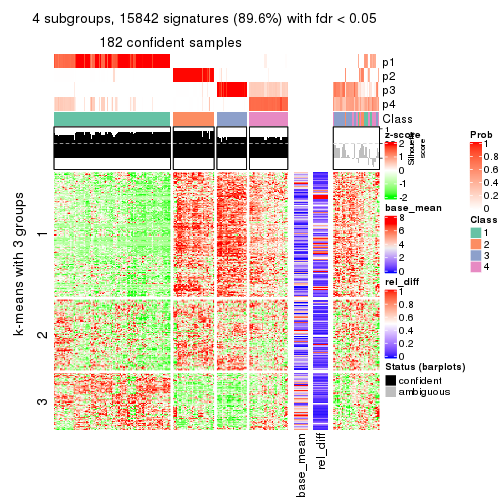 4 subgroups, 15842 signatures (89.6%) with fdr < 0.05
182 confident samples
p1
p2
p3
p4
Class
1
Silhouette
score
k-means with 3 groups
1
2
3
base_mean
rel_diff
z-score
2
1
0
-1
-2
base_mean
8
6
4
2
0
rel_diff
1
0.8
0.6
0.4
0.2
0
Status (barplots)
confident
ambiguous
Prob
1
0.8
0.6
0.4
0.2
0
Class
1
2
3
4